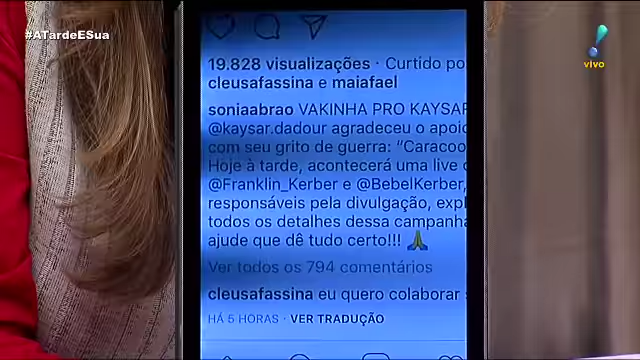 #ATardeESua
vivo
19.828 visualizações · Curtido po
cleusafassina e maiafael
soniaabrao VAKINHA PRO KAYSAR
@kaysar.dadour agradeceu o apoio
com seu grito de guerra: "Caracoo
Hoje à tarde, acontecerá uma live c
@Franklin_Kerber e @BebelKerber,
responsáveis pela divulgação, expl
todos os detalhes dessa campanha
ajude que dê tudo certo!!! 🙏
Ver todos os 794 comentários
cleusafassina eu quero colaborar
HÁ 5 HORAS · VER TRADUÇÃO